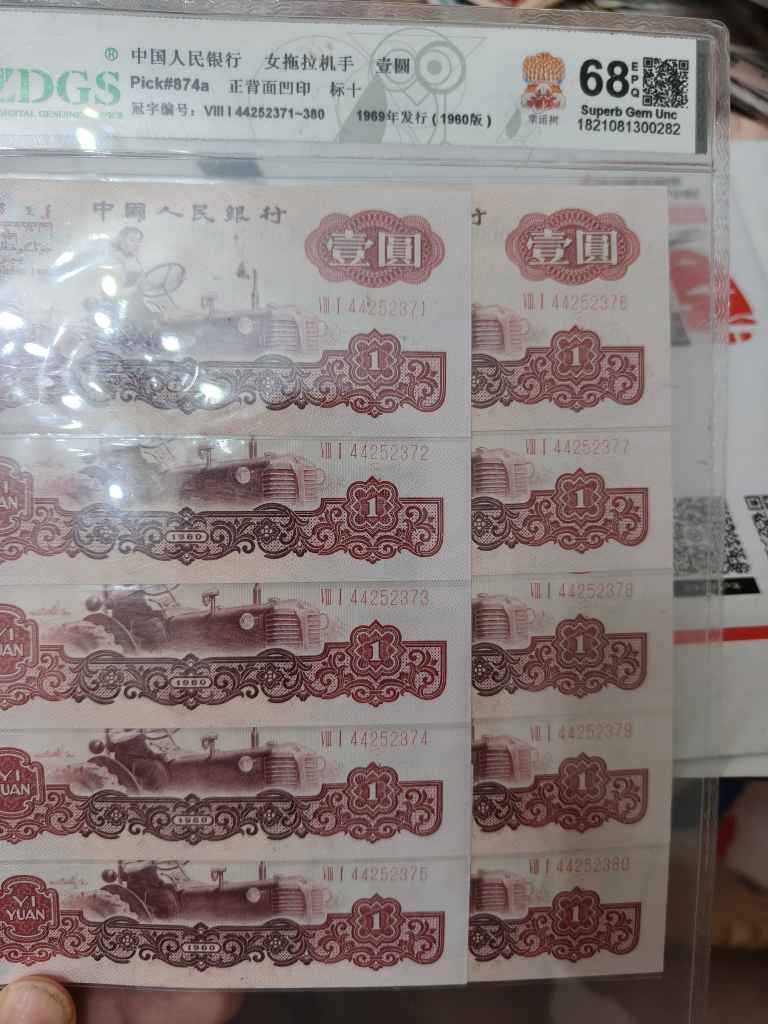 ZDGS®
DIGITAL GENUINE
中国人民银行 女拖拉机手 壹圆
Pick#874a 正背面凹印 标十
冠字编号：VIII I 44252371~380 1969年发行(1960版)
幸运树
68
EPQ
Superb Gem Unc
1821081300282
中國人民銀行
壹圓
VIII I 44252371
1
VIII I 44252372
YI
YUAN
1960
1
VIII I 44252373
YI
YUAN
1960
1
VIII I 44252374
YI
YUAN
1960
1
VIII I 44252375
YI
YUAN
1960
1
行
壹圓
VIII I 44252376
1
VIII I 44252377
1
VIII I 44252378
1
VIII I 44252379
1
VIII I 44252380
1